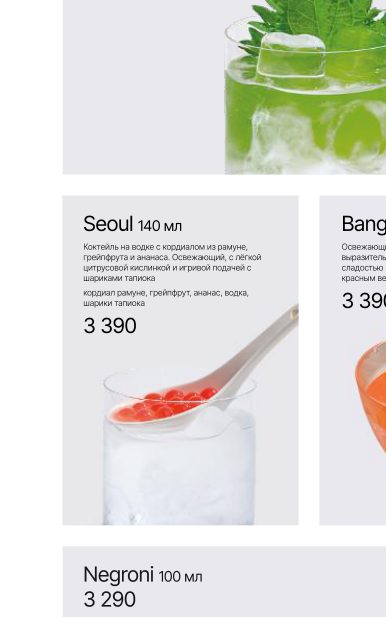 Seoul 140 мл
Коктейль на водке с кордиалом из рамуне,
грейпфрута и ананаса. Освежающий, с лёгкой
цитрусовой кислинкой и игривой подачей с
шариками тапиока
кордиал рамуне, грейпфрут, ананас, водка,
шарики тапиока
3 390
Bang
Освежающ
выразитель
сладостью
красным ве
3 390
Negroni 100 мл
3 290